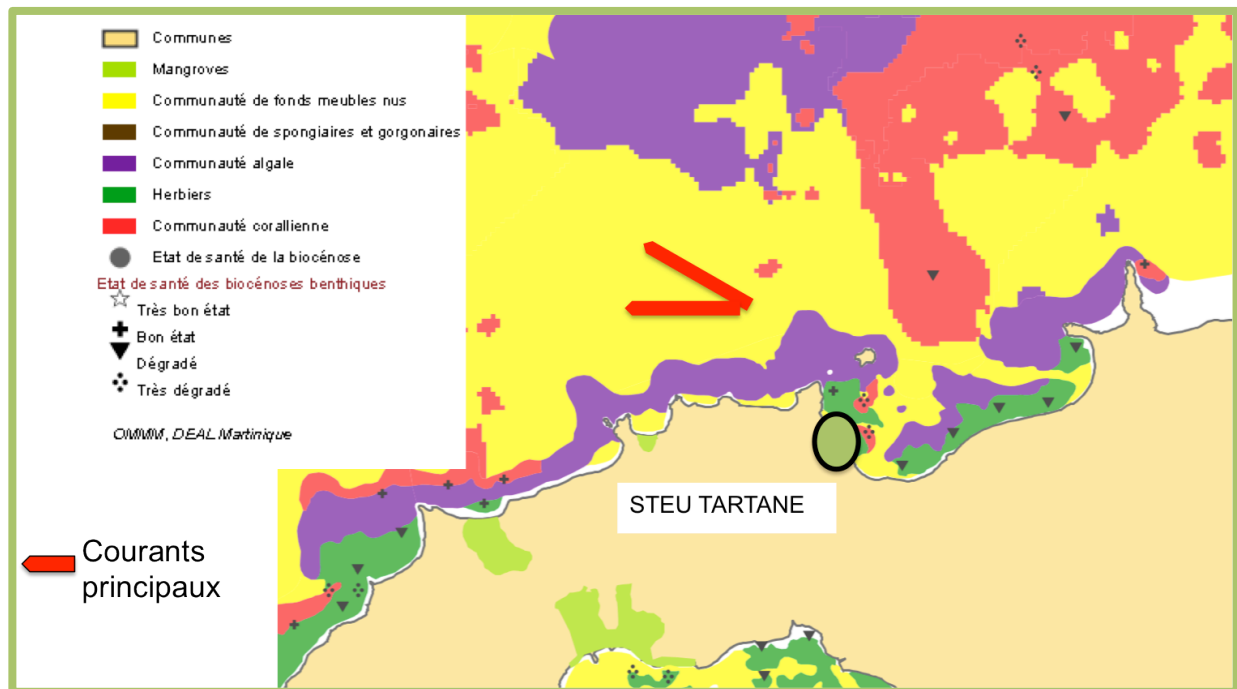 Communes
Mangroves
Communauté de fonds meubles nus
Communauté de spongiaires et gorgonaires
Communauté algale
Herbiers
Communauté corallienne
Etat de santé de la biocénose
Etat de santé des biocénoses benthiques
Très bon état
Bon état
Dégradé
Très dégradé
OMMM, DEAL Martinique
STEU TARTANE
Courants
principaux